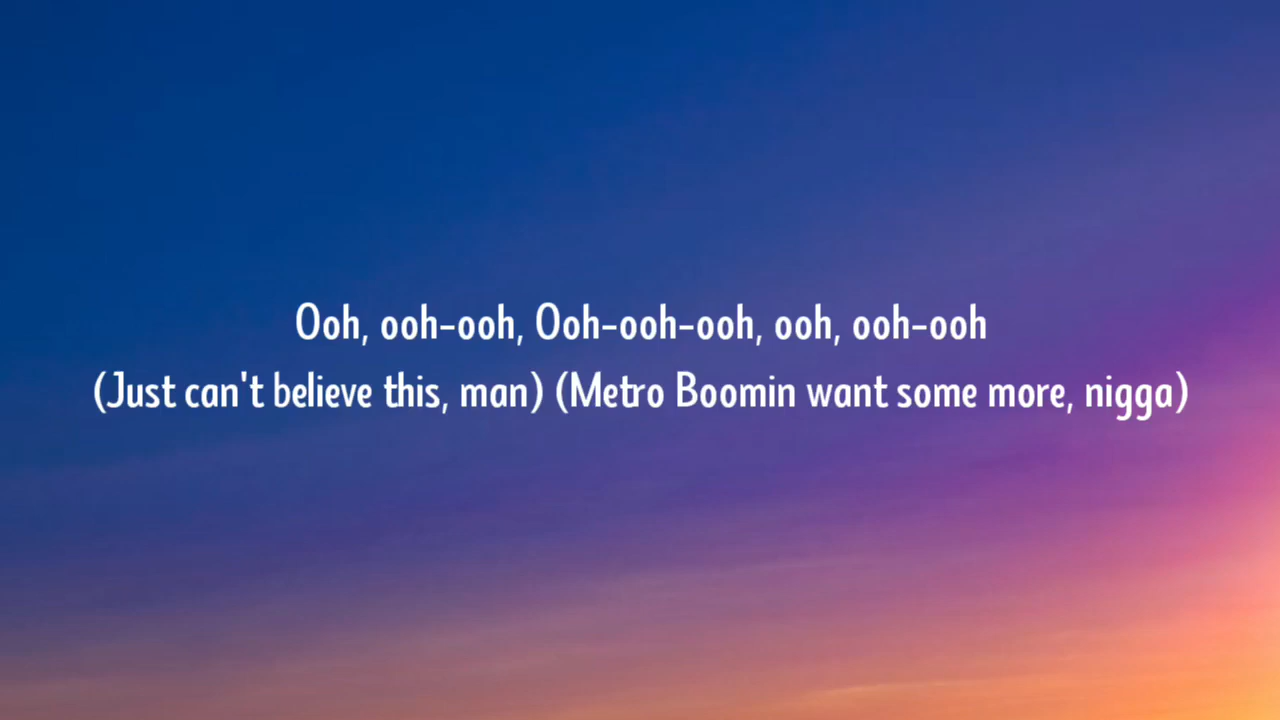 Ooh, ooh-ooh, Ooh-ooh-ooh, ooh, ooh-ooh
(Just can't believe this, man) (Metro Boomin want some more, nigga)